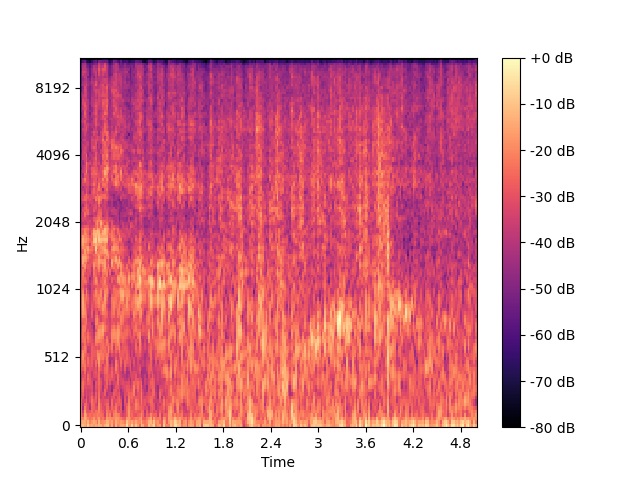 8192
4096
2048
1024
512
0
Hz
0 0.6 1.2 1.8 2.4 3 3.6 4.2 4.8
Time
+0 dB
-10 dB
-20 dB
-30 dB
-40 dB
-50 dB
-60 dB
-70 dB
-80 dB